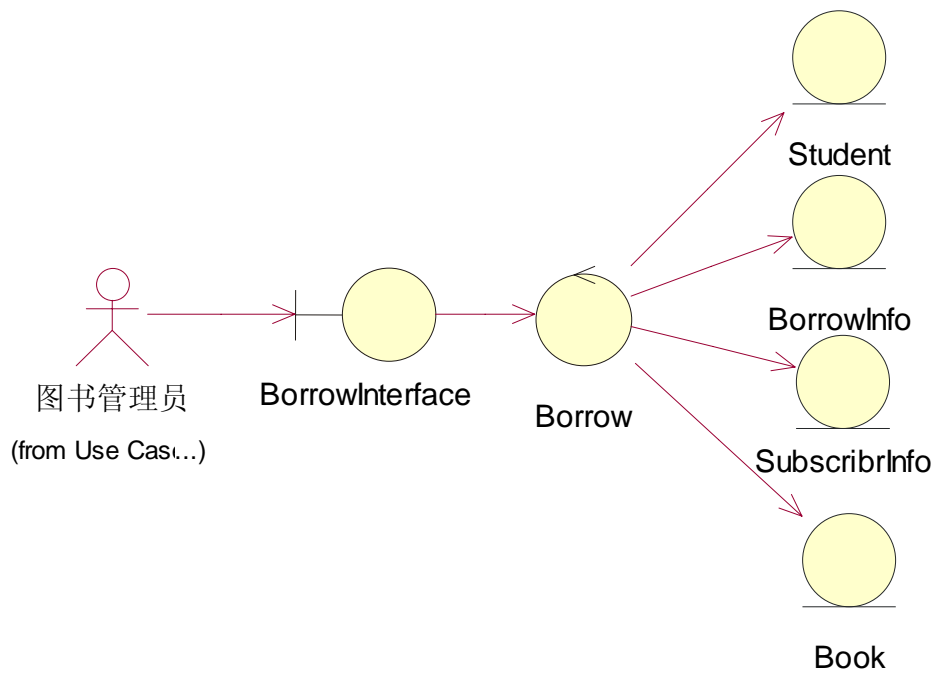 Student
BorrowInfo
图书管理员
(from Use Cas...)
BorrowInterface
Borrow
SubscribrInfo
Book